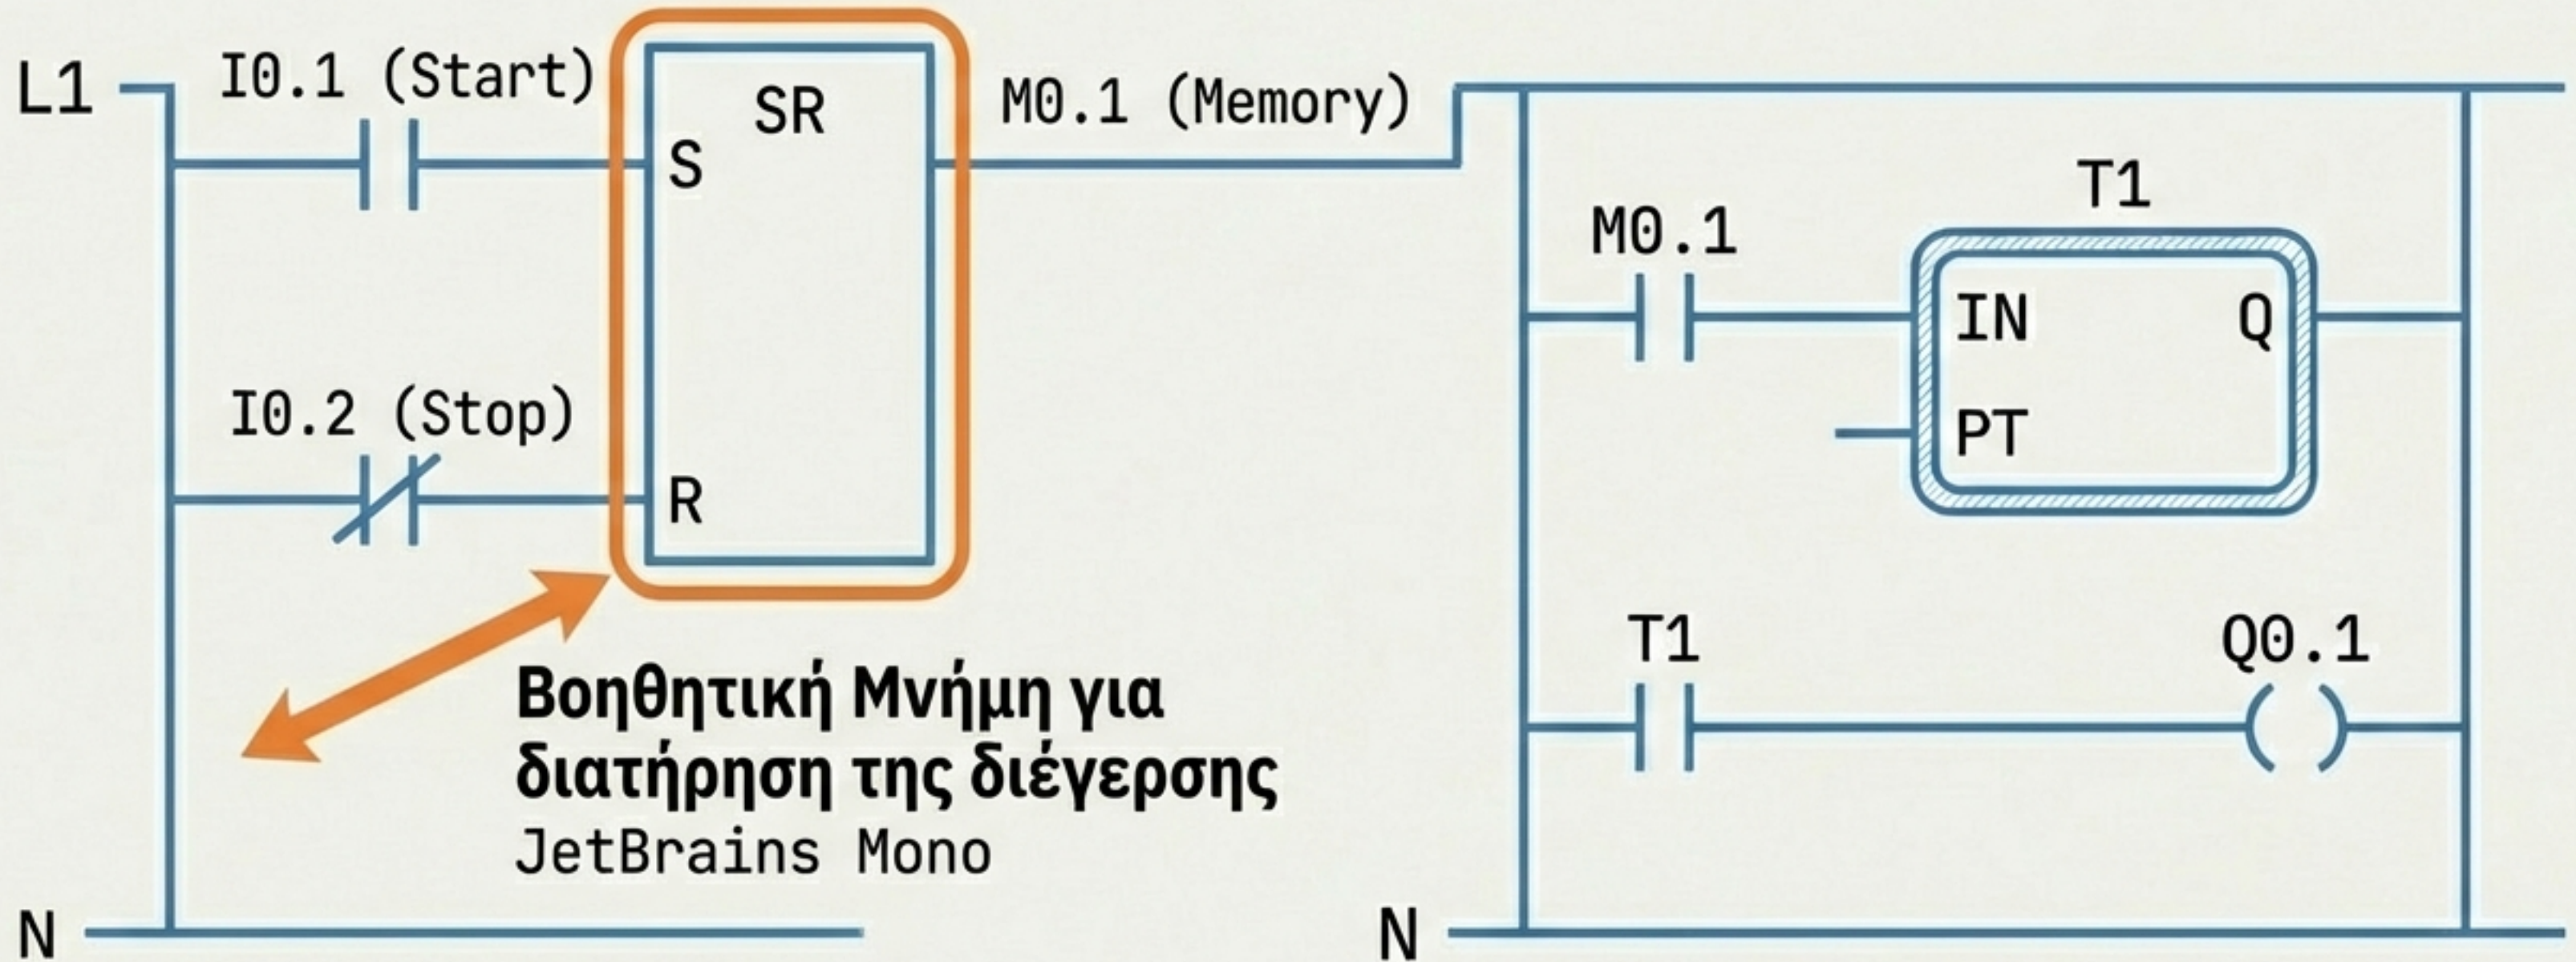 L1
I0.1 (Start)
SR
S
M0.1 (Memory)
I0.2 (Stop)
R
Βοηθητική Μνήμη για
διατήρηση της διέγερσης
JetBrains Mono
N
T1
M0.1
IN
Q
PT
T1
Q0.1
N